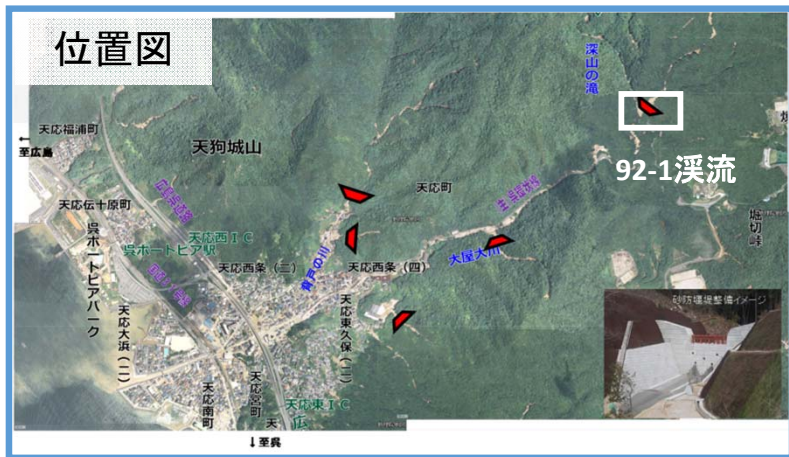 位置図
深山の滝
天応福浦町
←
至広島
天狗城山
92-1渓流
天応町
天応伝十原町
呉ポートピアパーク
天応西ＩＣ
呉ポートピア駅
天応西条（二）
背戸の川
天応西条（四）
大屋大川
堀切峠
砂防堰堤整備イメージ
天応大浜（二）
天応東久保（二）
天応南町
天応宮町
天応東ＩＣ
↓至呉